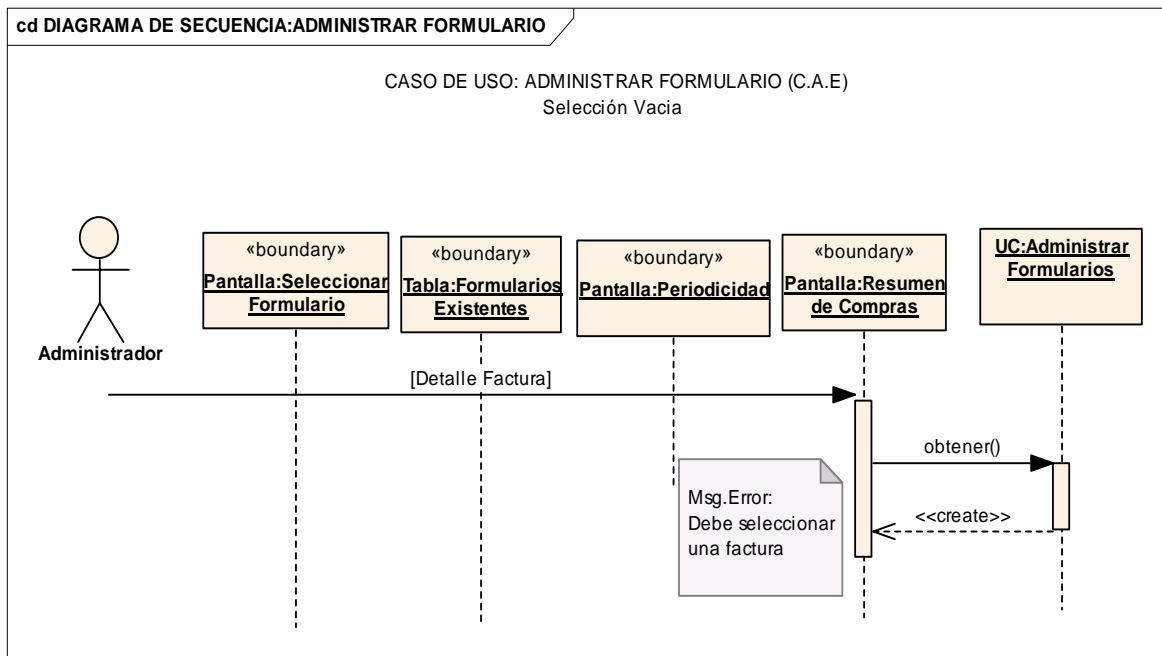 cd DIAGRAMA DE SECUENCIA:ADMINISTRAR FORMULARIO
CASO DE USO: ADMINISTRAR FORMULARIO (C.A.E)
Selección Vacia
Administrador
«boundary»
Pantalla:Seleccionar
Formulario
«boundary»
Tabla:Formularios
Existentes
«boundary»
Pantalla:Periodicidad
«boundary»
Pantalla:Resumen
de Compras
UC:Administrar
Formularios
[Detalle Factura]
obtener()
<<create>>
Msg.Error:
Debe seleccionar
una factura